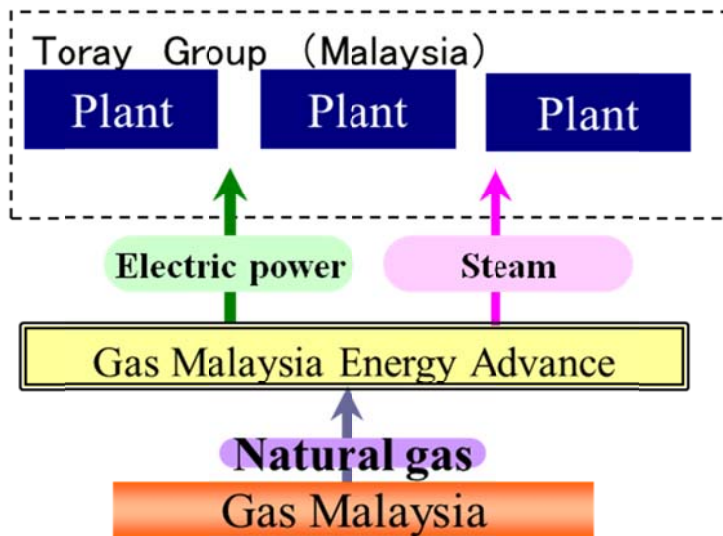 Toray Group (Malaysia)
Plant Plant Plant
Electric power Steam
Gas Malaysia Energy Advance
Natural gas
Gas Malaysia